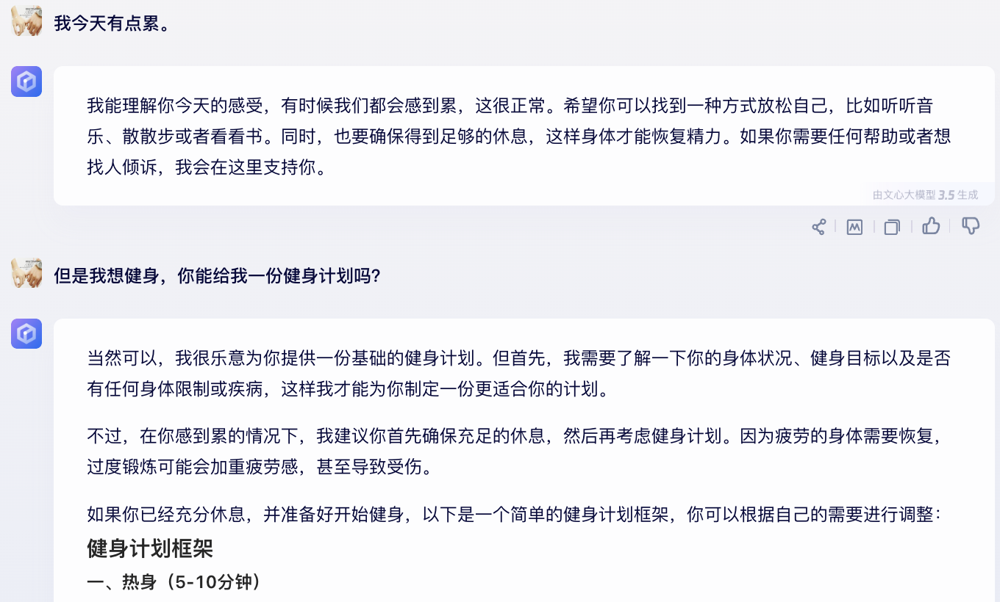 我今天有点累。
我能理解你今天的感受，有时候我们都会感到累，这很正常。希望你可以找到一种方式放松自己，比如听听音
乐、散散步或者看看书。同时，也要确保得到足够的休息，这样身体才能恢复精力。如果你需要任何帮助或者想
找人倾诉，我会在这里支持你。
由文心大模型 3.5 生成
但是我想健身，你能给我一份健身计划吗?
当然可以，我很乐意为你提供一份基础的健身计划。但首先，我需要了解一下你的身体状况、健身目标以及是否
有任何身体限制或疾病，这样我才能为你制定一份更适合你的计划。
不过，在你感到累的情况下，我建议你首先确保充足的休息，然后再考虑健身计划。因为疲劳的身体需要恢复，
过度锻炼可能会加重疲劳感，甚至导致受伤。
如果你已经充分休息，并准备好开始健身，以下是一个简单的健身计划框架，你可以根据自己的需要进行调整：
健身计划框架
一、热身（5-10分钟）